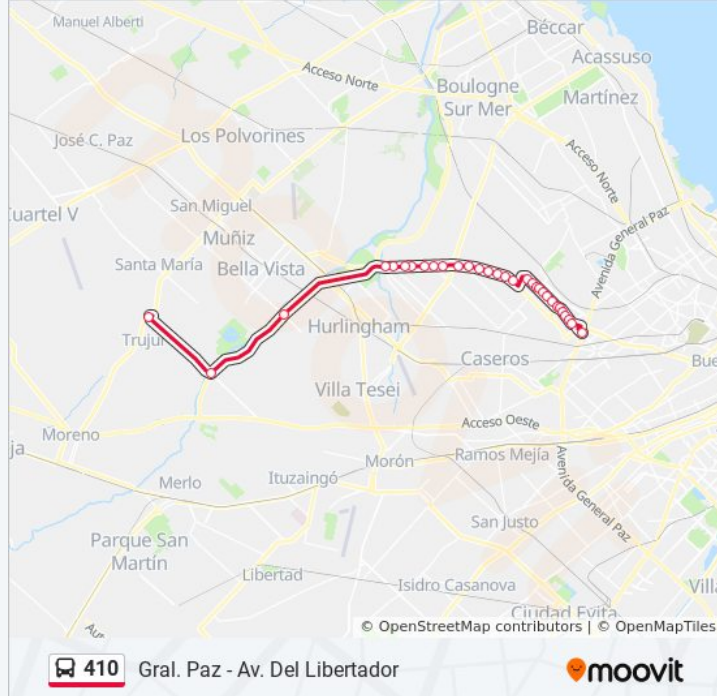 Manuel Alberti
Béccar
Acceso Norte
Acassuso
Boulogne
Sur Mer
Martínez
José C. Paz
Los Polvorines
Acceso Norte
Cuartel V
San Miguel
Avenida General Paz
Muñiz
Santa María
Bella Vista
Trujui
Hurlingham
Caseros
Bue
Villa Tesei
Acceso Oeste
Moreno
ja
Morón
Ramos Mejía
Merlo
Ituzaingó
Avenida General Paz
San Justo
Parque San
Martín
Libertad
Isidro Casanova
Villa
Ciudad Evita
Aut
© OpenStreetMap contributors | © OpenMapTiles
410 Gral. Paz - Av. Del Libertador
moovit